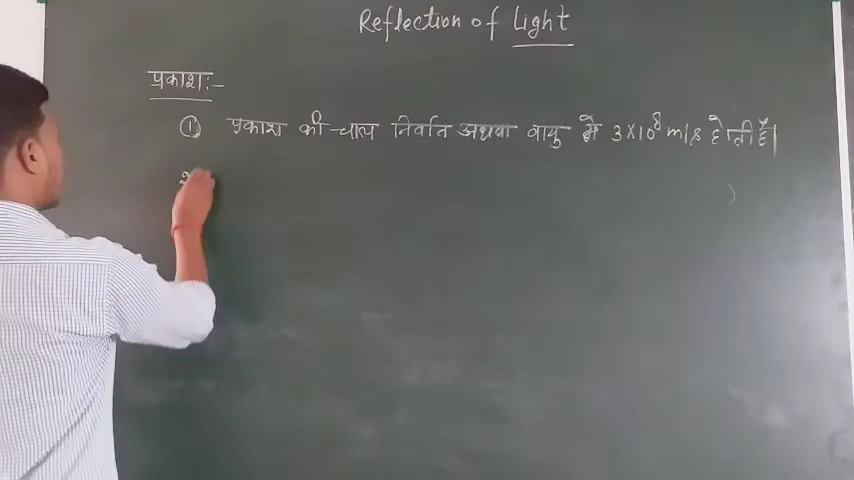 Reflection of Light
प्रकाश:-
① प्रकाश की चाल निर्वात अथवा वायु में 3×10⁸ m/s होती है।